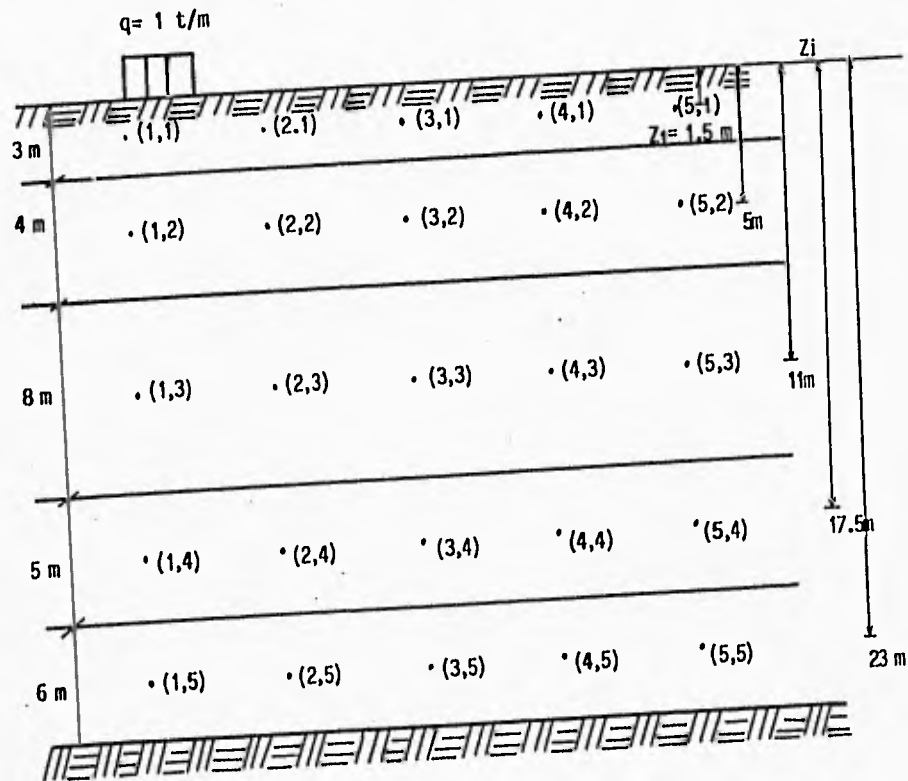 q= 1 t/m
Zi
(1,1) (2.1) (3,1) (4,1) (5,1)
3 m
Z1= 1.5 m
4 m
(1,2) (2,2) (3,2) (4,2) (5,2)
5m
(1,3) (2,3) (3,3) (4,3) (5,3)
8 m
11m
(1,4) (2,4) (3,4) (4,4) (5,4)
17.5m
5 m
(1,5) (2,5) (3,5) (4,5) (5,5)
6 m
23 m